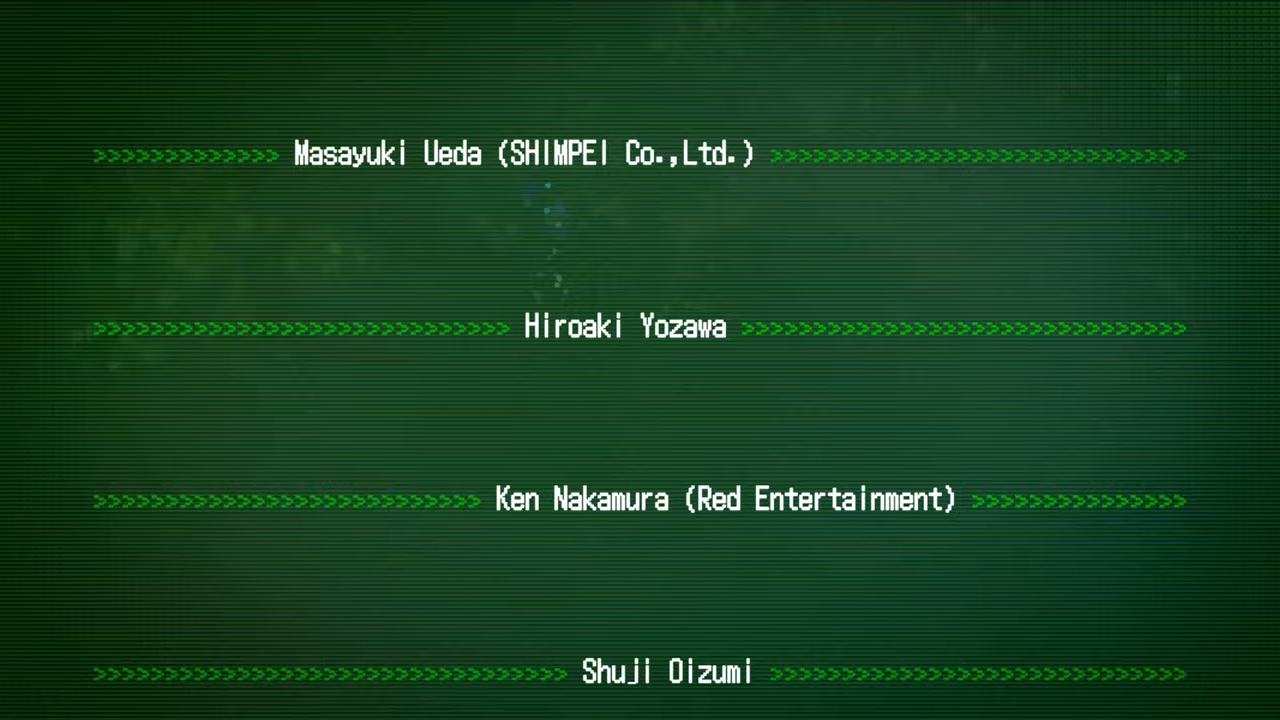 >>>>>>>>>>>>> Masayuki Ueda (SHIMPEI Co.,Ltd.) >>>>>>>>>>>>>>>>>>>>>>>>>>>>>
>>>>>>>>>>>>>>>>>>>>>>>>>>>>> Hiroaki Yozawa >>>>>>>>>>>>>>>>>>>>>>>>>>>>>>>
>>>>>>>>>>>>>>>>>>>>>>>>>>> Ken Nakamura (Red Entertainment) >>>>>>>>>>>>>>>
>>>>>>>>>>>>>>>>>>>>>>>>>>>>>>>>> Shuji Oizumi >>>>>>>>>>>>>>>>>>>>>>>>>>>>>